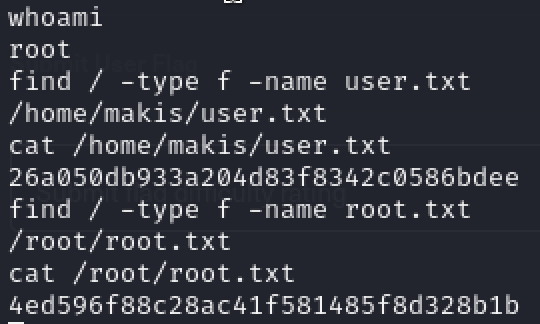 whoami
root
find / -type f -name user.txt
/home/makis/user.txt
cat /home/makis/user.txt
26a050db933a204d83f8342c0586bdee
find / -type f -name root.txt
/root/root.txt
cat /root/root.txt
4ed596f88c28ac41f581485f8d328b1b